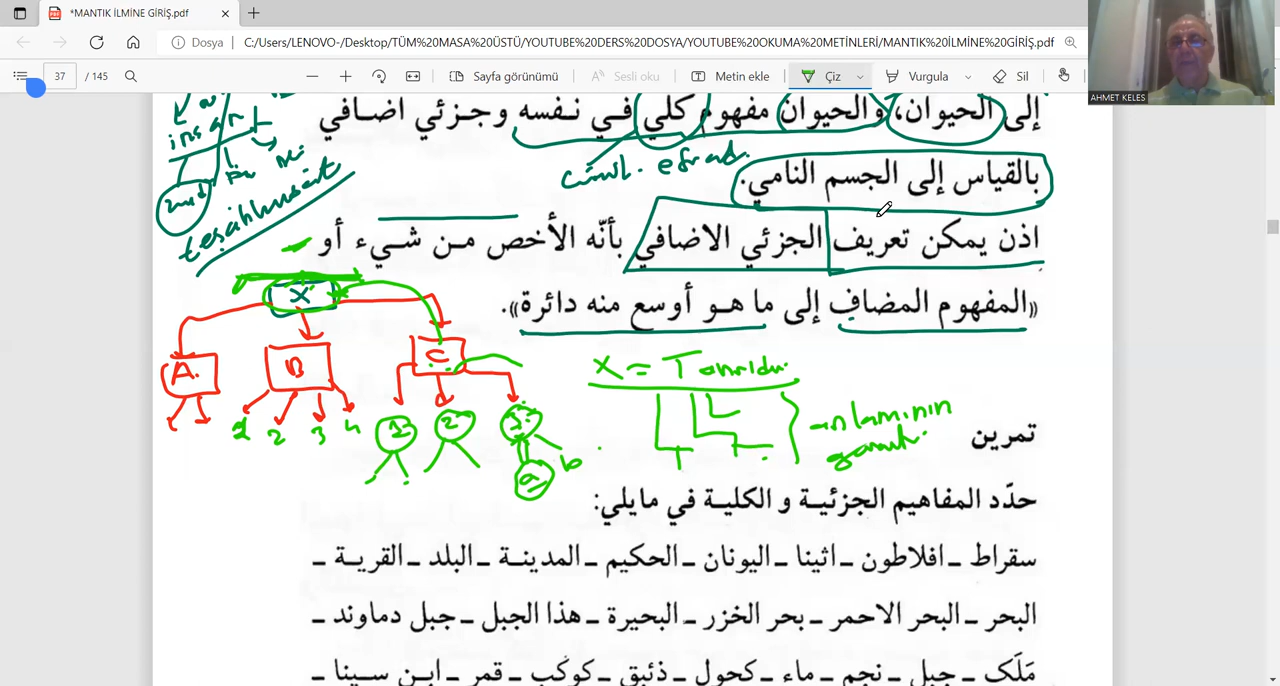 *MANTIK İLMİNE GİRİŞ.pdf
Dosya C:/Users/LENOVO-/Desktop/TÜM%20MASA%20ÜSTÜ/YOUTUBE%20DERS%20DOSYA/YOUTUBE%20OKUMA%20METİNLERİ/MANTIK%20İLMİNE%20GİRİŞ.pdf
37 / 145 Sayfa görünümü Sesli oku Metin ekle Çiz Vurgula Sil
AHMET KELES
إلى الحيوان، والحيوان مفهوم كلي في نفسه وجزئي اضافي
insan
efrad
بالقياس إلى الجسم النامي.
اذن يمكن تعريف الجزئي الاضافي بأنّه الأخص من شيء أو
X
«المفهوم المضاف إلى ما هو أوسع منه دائرة».
A B C
X = Tanrıdır.
1 2 3 4 1 2 3
anlamının
a b
تمرين
حدّد المفاهيم الجزئية و الكلية في مايلي:
سقراط ـ افلاطون ـ اثينا ـ اليونان ـ الحكيم ـ المدينة ـ البلد ـ القرية ـ
البحر ـ البحر الاحمر ـ بحر الخزر ـ البحيرة ـ هذا الجبل ـ جبل دماوند ـ
مَلَك ـ جبل ـ نجم ـ ماء ـ كحول ـ ذئبق ـ كوكب ـ قمر ـ ابن سينا ـ